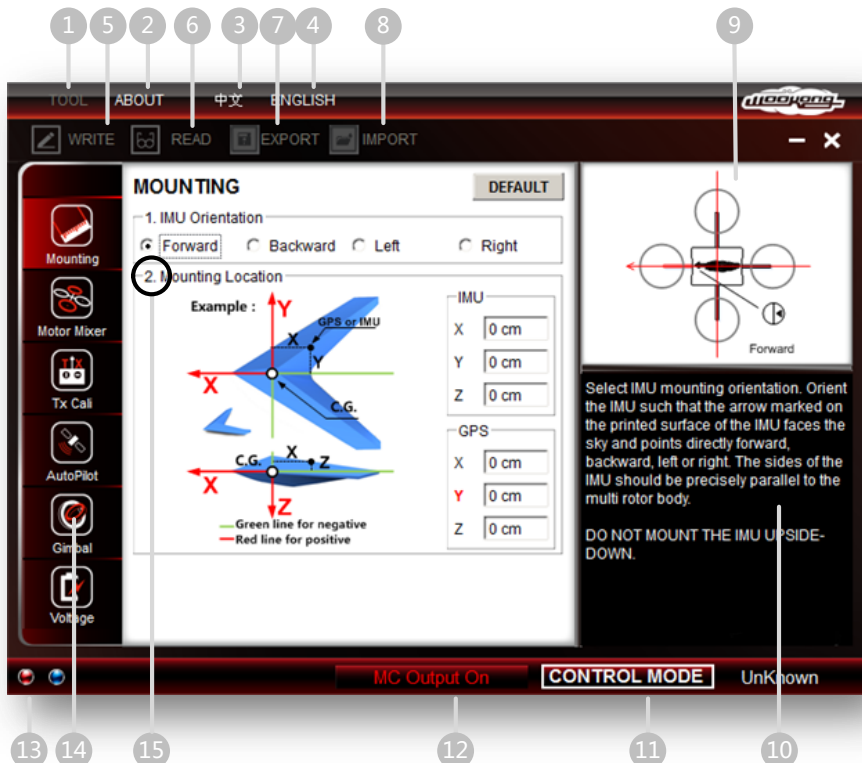 1 5 2 6 3 7 4 8 9
TOOL ABOUT 中文 ENGLISH
WRITE READ EXPORT IMPORT
Mounting
Motor Mixer
Tx Cali
AutoPilot
Gimbal
Voltage
MOUNTING DEFAULT
1. IMU Orientation
Forward Backward Left Right
2. Mounting Location
Example :
Y
GPS or IMU
X
Y
X
C.G.
C.G. X Z
X
Z
Green line for negative
Red line for positive
IMU
X 0 cm
Y 0 cm
Z 0 cm
GPS
X 0 cm
Y 0 cm
Z 0 cm
WooKong
Forward
Select IMU mounting orientation. Orient
the IMU such that the arrow marked on
the printed surface of the IMU faces the
sky and points directly forward,
backward, left or right. The sides of the
IMU should be precisely parallel to the
multi rotor body.
DO NOT MOUNT THE IMU UPSIDE-
DOWN.
MC Output On CONTROL MODE UnKnown
13 14 15 12 11 10